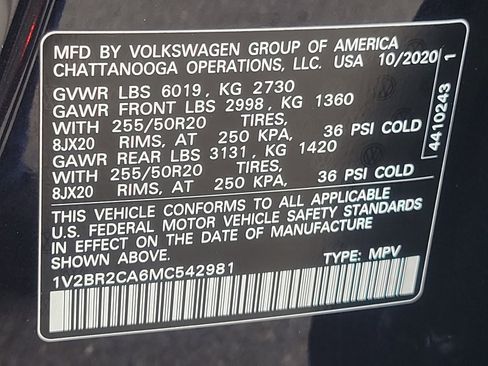 MFD BY VOLKSWAGEN GROUP OF AMERICA
CHATTANOOGA OPERATIONS, LLC. USA 10/2020
GVWR LBS 6019, KG 2730
GAWR FRONT LBS 2998, KG 1360
WITH 255/50R20 TIRES,
8JX20 RIMS, AT 250 KPA, 36 PSI COLD
GAWR REAR LBS 3131, KG 1420
WITH 255/50R20 TIRES,
8JX20 RIMS, AT 250 KPA, 36 PSI COLD
THIS VEHICLE CONFORMS TO ALL APPLICABLE
U.S. FEDERAL MOTOR VEHICLE SAFETY STANDARDS
IN EFFECT ON THE DATE OF MANUFACTURE
SHOWN ABOVE.
1V2BR2CA6MC542981 TYPE: MPV
4410243 1